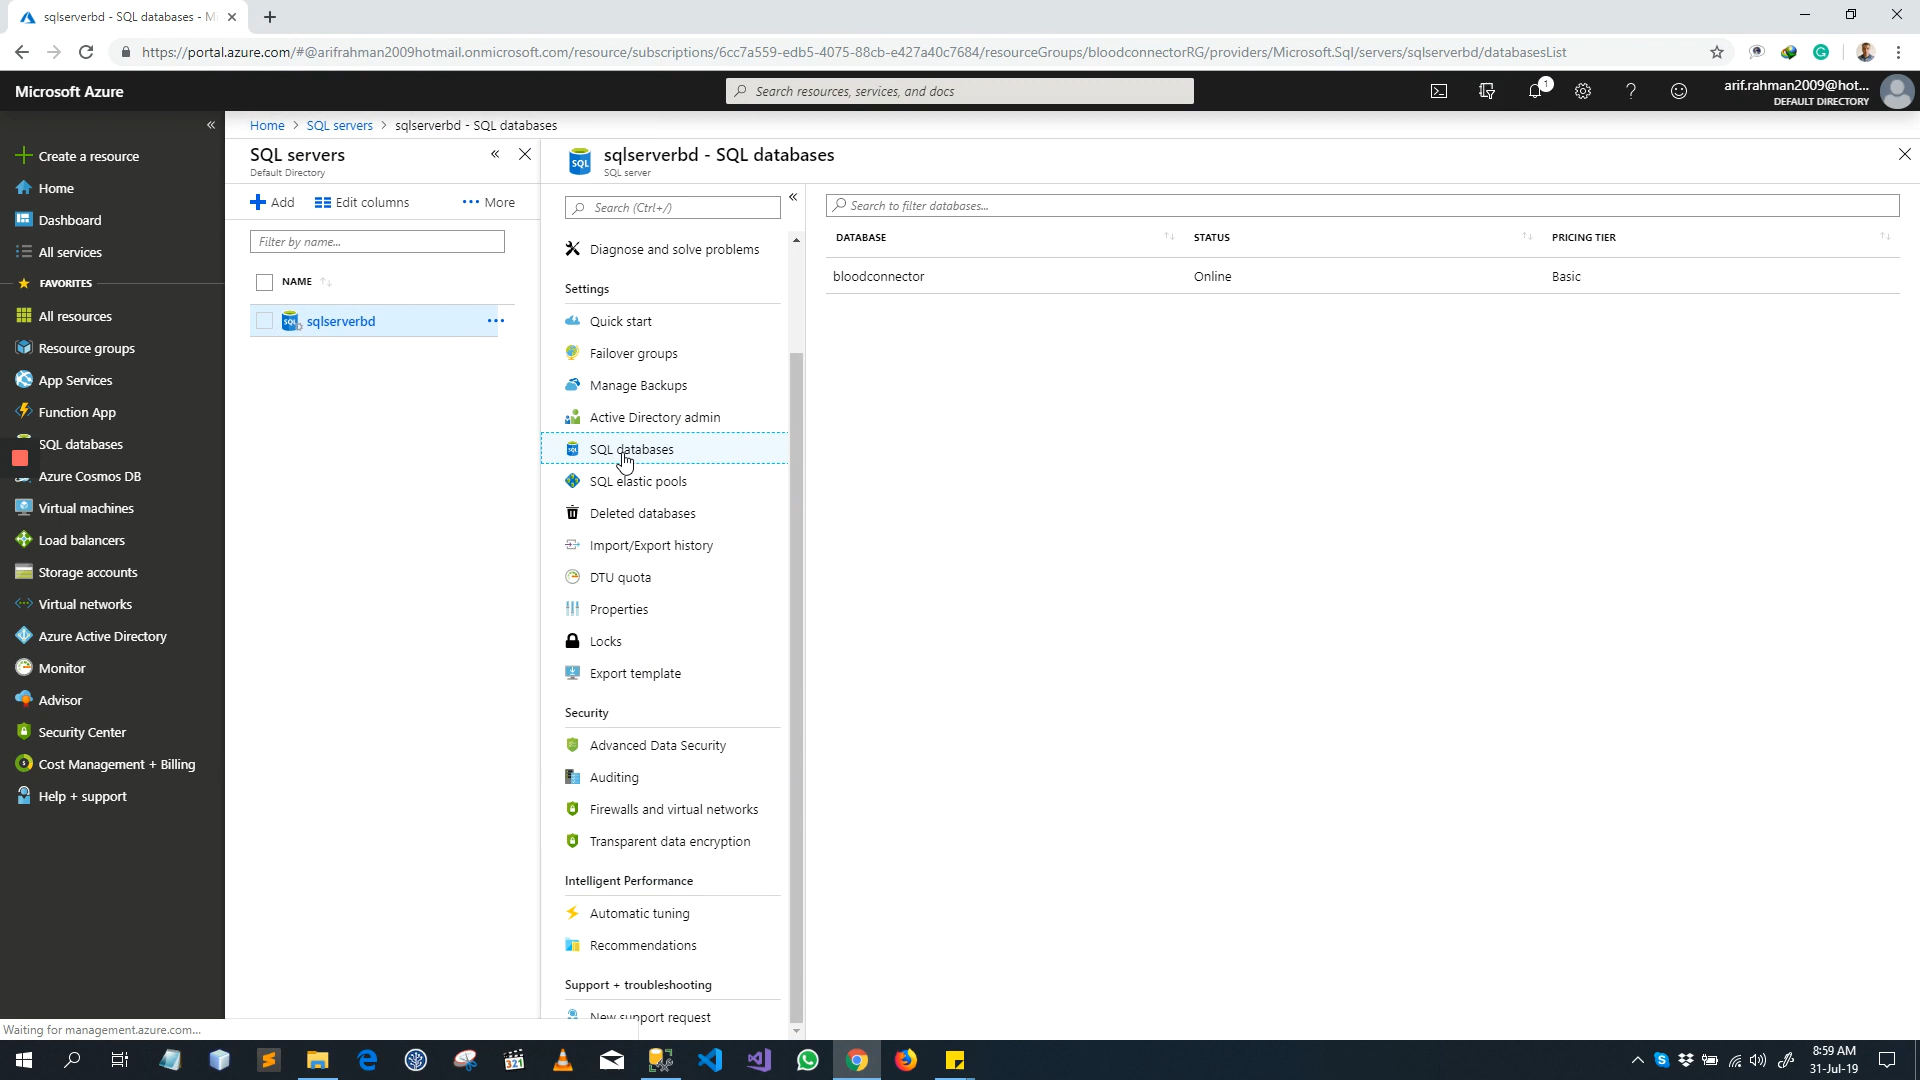 sqlserverbd - SQL databases - Mi
https://portal.azure.com/#@arifrahman2009hotmail.onmicrosoft.com/resource/subscriptions/6cc7a559-edb5-4075-88cb-e427a40c7684/resourceGroups/bloodconnectorRG/providers/Microsoft.Sql/servers/sqlserverbd/databasesList
Microsoft Azure
Search resources, services, and docs
1
arif.rahman2009@hot...
DEFAULT DIRECTORY
Home > SQL servers > sqlserverbd - SQL databases
Create a resource
Home
Dashboard
All services
FAVORITES
All resources
Resource groups
App Services
Function App
SQL databases
Azure Cosmos DB
Virtual machines
Load balancers
Storage accounts
Virtual networks
Azure Active Directory
Monitor
Advisor
Security Center
Cost Management + Billing
Help + support
SQL servers
Default Directory
Add
Edit columns
More
Filter by name...
NAME
SQL
sqlserverbd
SQL
sqlserverbd - SQL databases
SQL server
Search (Ctrl+/)
Diagnose and solve problems
Settings
Quick start
Failover groups
Manage Backups
Active Directory admin
SQL databases
SQL elastic pools
Deleted databases
Import/Export history
DTU quota
Properties
Locks
Export template
Security
Advanced Data Security
Auditing
Firewalls and virtual networks
Transparent data encryption
Intelligent Performance
Automatic tuning
Recommendations
Support + troubleshooting
New support request
Search to filter databases...
DATABASE STATUS PRICING TIER
bloodconnector Online Basic
Waiting for management.azure.com...
321
8:59 AM
31-Jul-19